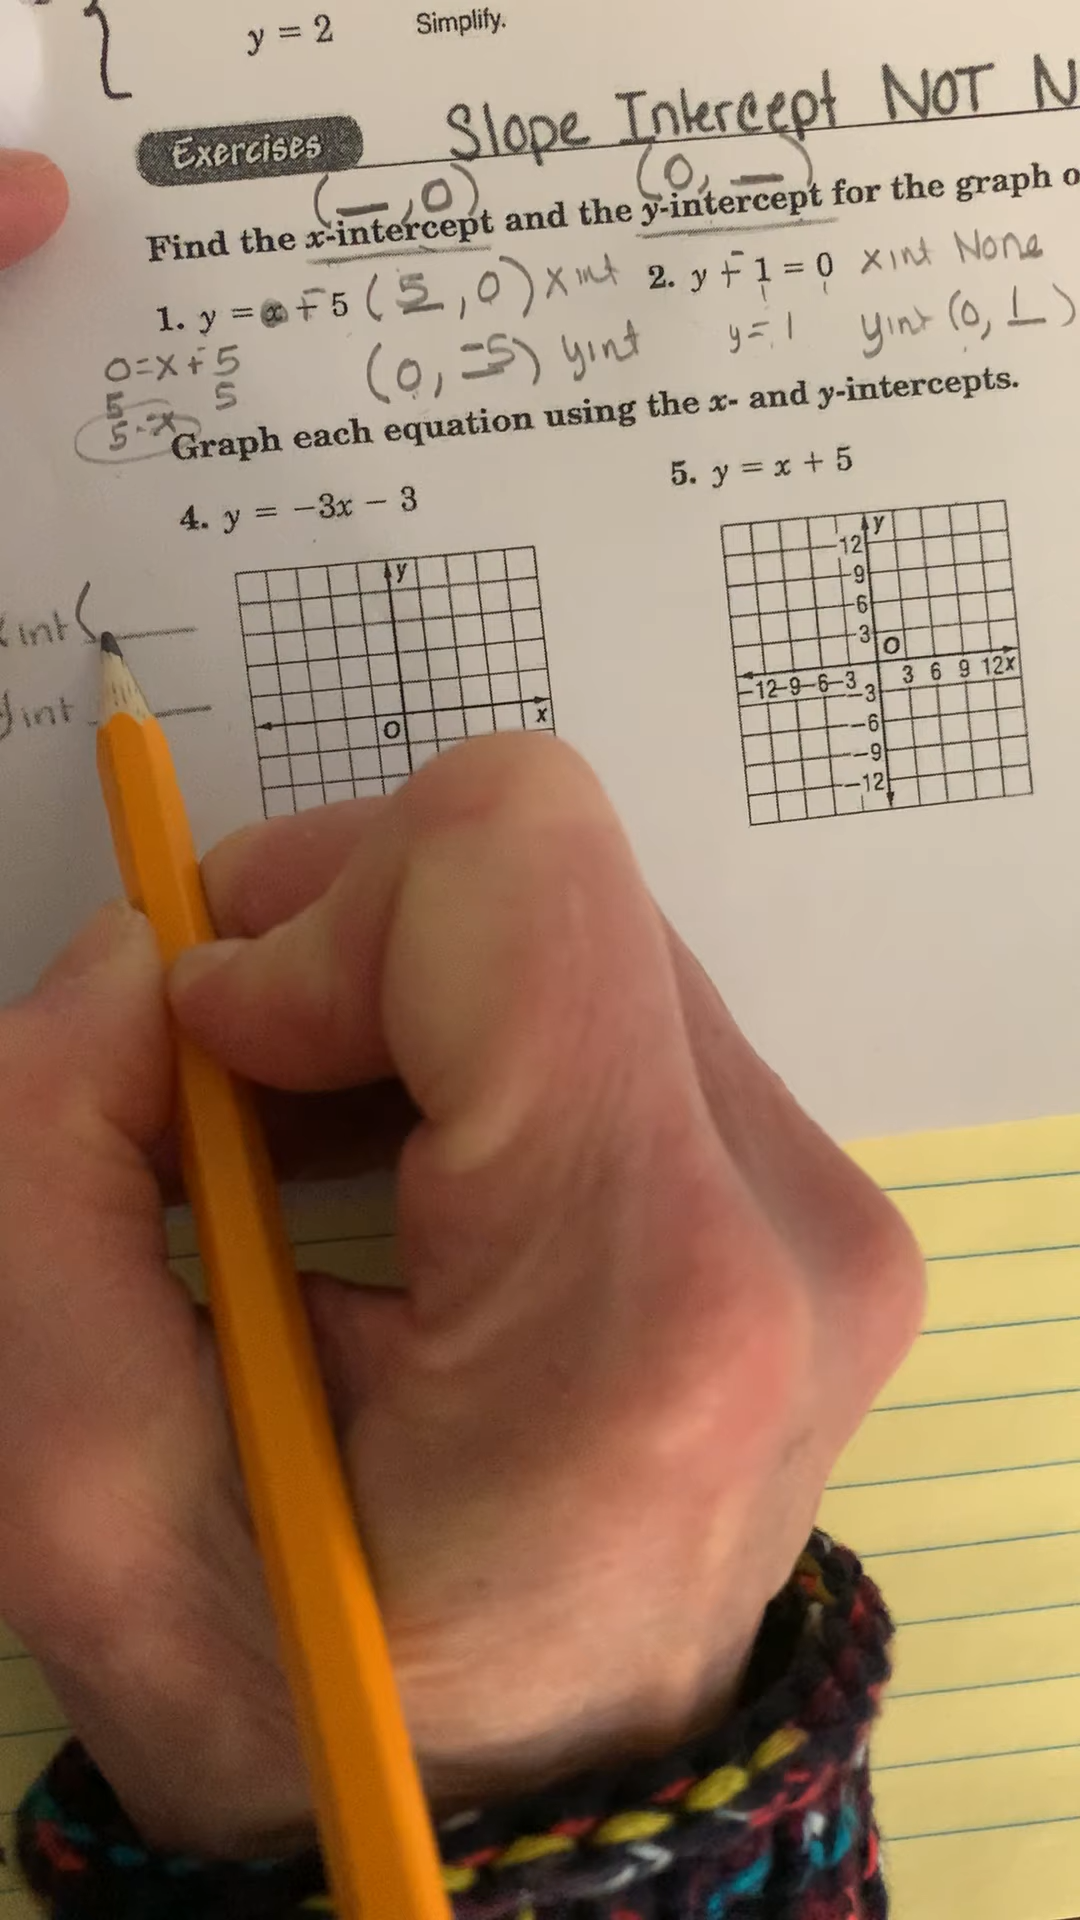 y = 2 Simplify.
Slope Intercept NOT N
Exercises
(_, 0) (0, _)
Find the x-intercept and the y-intercept for the graph o
1. y = x - 5 (5, 0) x int
2. y - 1 = 0 x int None
0 = x - 5
(0, -5) y int
y = 1 y int (0, 1)
5 5
5 = x
Graph each equation using the x- and y-intercepts.
4. y = -3x - 3
5. y = x + 5
y
O
x
int (
int
y
12
9
6
3
O
-12 -9 -6 -3 3 6 9 12 x
-3
-6
-9
-12